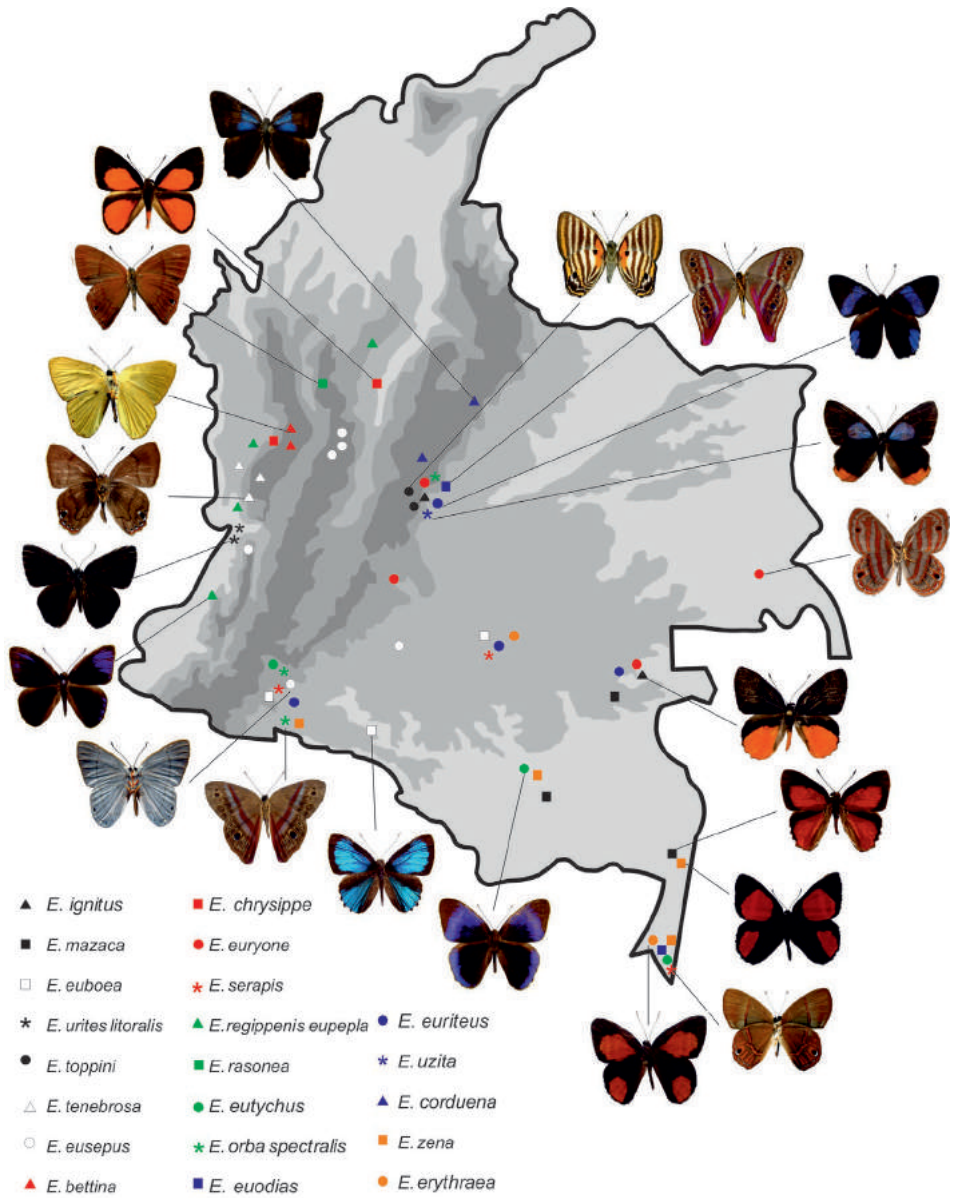 E. ignitus
E. mazaca
E. euboea
E. urites litoralis
E. toppini
E. tenebrosa
E. eusepus
E. bettina
E. chrysippe
E. euryone
E. serapis
E. regippenis eupepla
E. rasonea
E. eutychus
E. orba spectralis
E. euodias
E. euriteus
E. uzita
E. corduena
E. zena
E. erythraea